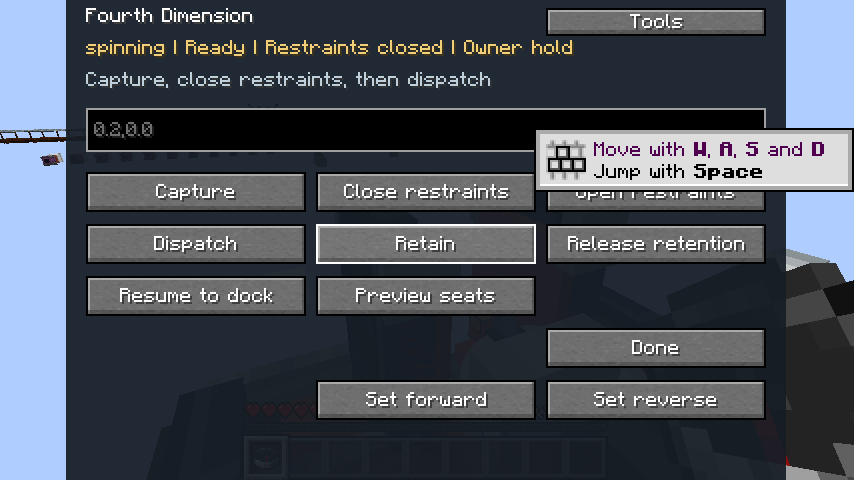 Fourth Dimension
Tools
spinning | Ready | Restraints closed | Owner hold
Capture, close restraints, then dispatch
0.2,0.0
Move with W, A, S and D
Jump with Space
Capture
Close restraints
Open restraints
Dispatch
Retain
Release retention
Resume to dock
Preview seats
Done
Set forward
Set reverse